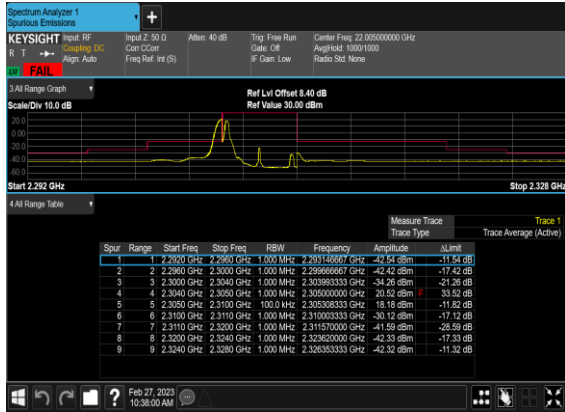 Spectrum Analyzer 1
Spurious Emissions
+
KEYSIGHT Input: RF Input Z: 50 Ω Atten: 40 dB Trig: Free Run Center Freq: 22.005000000 GHz
R T Coupling: DC Corr CCorr Gate: Off Avg|Hold: 1000/1000
Align: Auto Freq Ref: Int (S) IF Gain: Low Radio Std: None
FAIL
3 All Range Graph
Ref Lvl Offset 8.40 dB
Scale/Div 10.0 dB Ref Value 30.00 dBm
20.0
0.00
-20.0
-40.0
-60.0
Start 2.292 GHz Stop 2.328 GHz
4 All Range Table
Measure Trace Trace 1
Trace Type Trace Average (Active)
Spur Range Start Freq Stop Freq RBW Frequency Amplitude ΔLimit
1 1 2.2920 GHz 2.2960 GHz 1.000 MHz 2.293146667 GHz -42.54 dBm -11.54 dB
2 2 2.2960 GHz 2.3000 GHz 1.000 MHz 2.299666667 GHz -42.42 dBm -17.42 dB
3 3 2.3000 GHz 2.3040 GHz 1.000 MHz 2.303993333 GHz -34.26 dBm -21.26 dB
4 4 2.3040 GHz 2.3050 GHz 1.000 MHz 2.305000000 GHz 20.52 dBm F 33.52 dB
5 5 2.3050 GHz 2.3100 GHz 100.0 kHz 2.305308333 GHz 18.18 dBm -11.82 dB
6 6 2.3100 GHz 2.3110 GHz 1.000 MHz 2.310003333 GHz -30.12 dBm -17.12 dB
7 7 2.3110 GHz 2.3200 GHz 1.000 MHz 2.311570000 GHz -41.59 dBm -28.59 dB
8 8 2.3200 GHz 2.3240 GHz 1.000 MHz 2.323620000 GHz -42.33 dBm -17.33 dB
9 9 2.3240 GHz 2.3280 GHz 1.000 MHz 2.326353333 GHz -42.32 dBm -11.32 dB
? Feb 27, 2023
10:38:00 AM